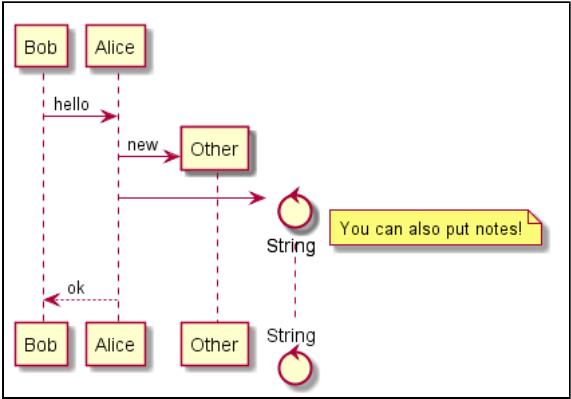 Bob Alice
hello
new
Other
You can also put notes!
String
ok
String
Bob Alice Other